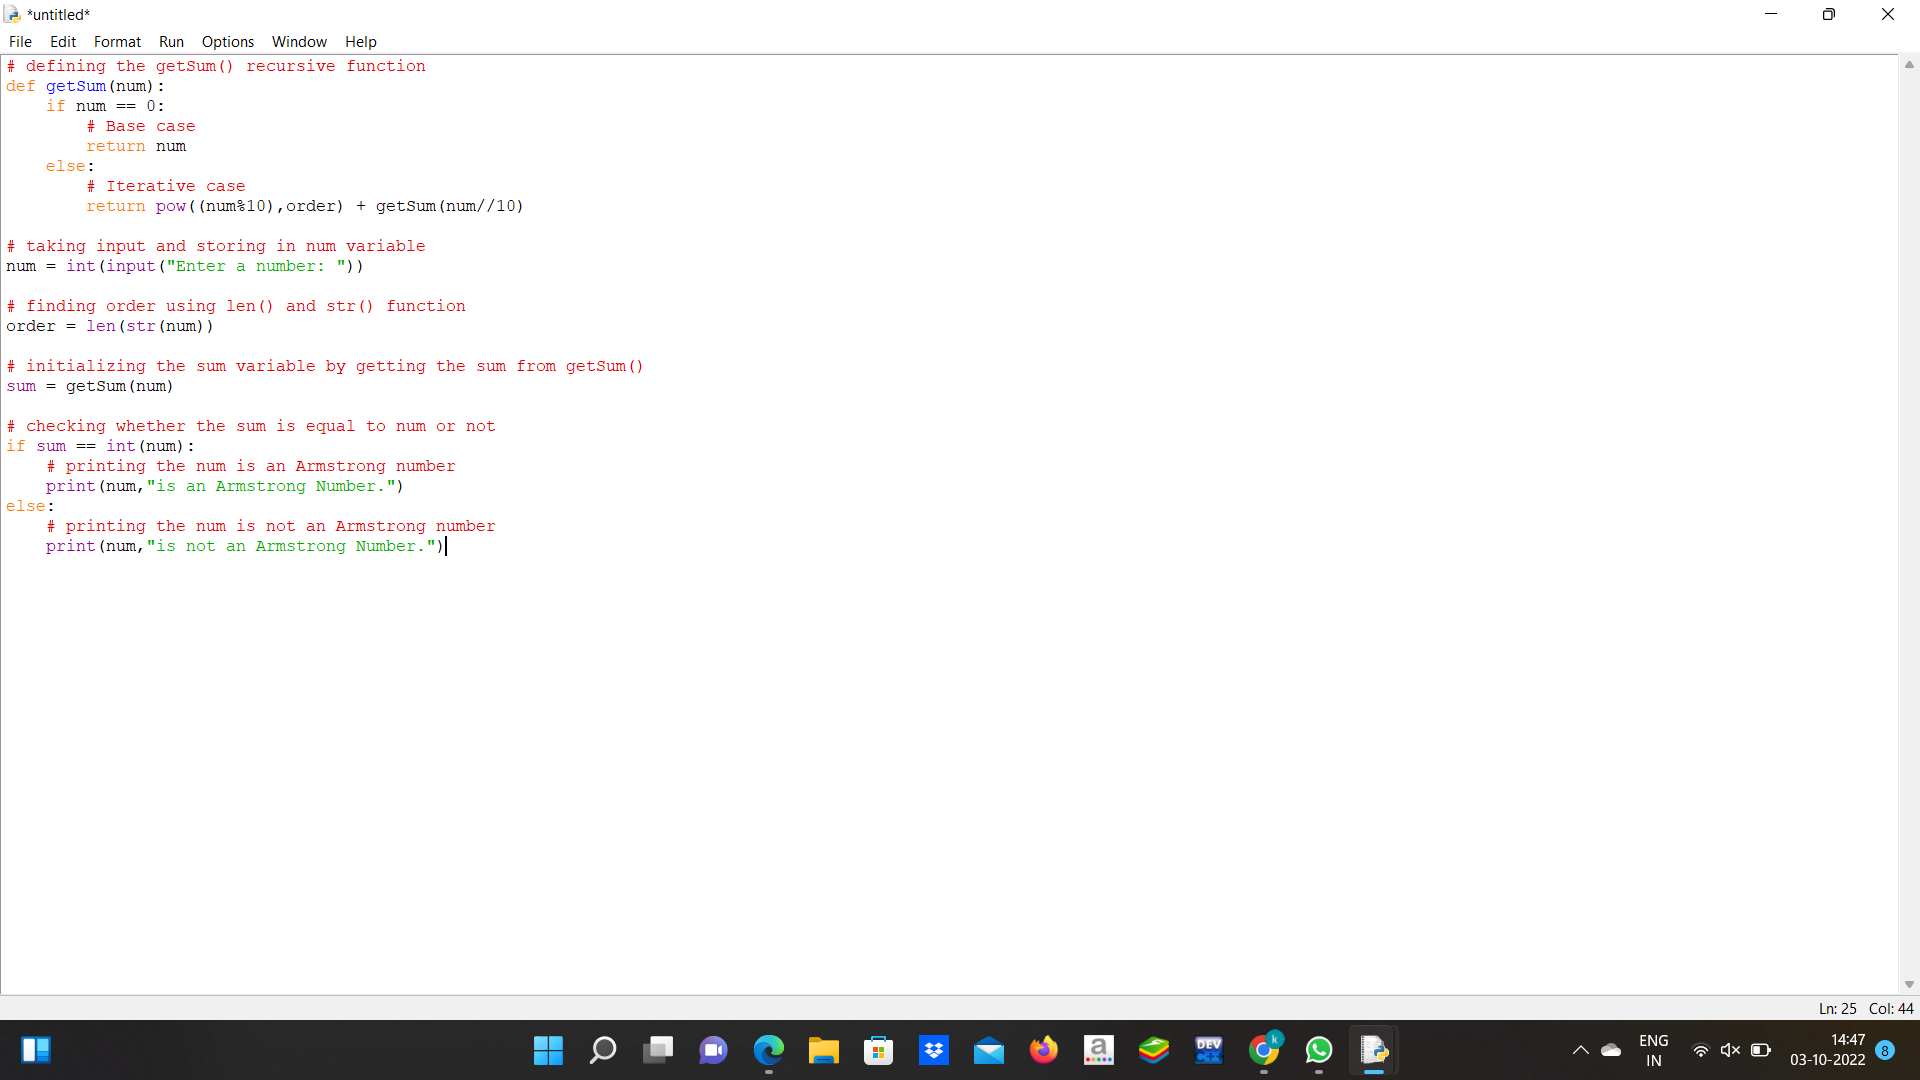 *untitled*
File Edit Format Run Options Window Help
# defining the getSum() recursive function
def getSum(num):
    if num == 0:
        # Base case
        return num
    else:
        # Iterative case
        return pow((num%10),order) + getSum(num//10)
# taking input and storing in num variable
num = int(input("Enter a number: "))
# finding order using len() and str() function
order = len(str(num))
# initializing the sum variable by getting the sum from getSum()
sum = getSum(num)
# checking whether the sum is equal to num or not
if sum == int(num):
    # printing the num is an Armstrong number
    print(num,"is an Armstrong Number.")
else:
    # printing the num is not an Armstrong number
    print(num,"is not an Armstrong Number.")
Ln: 25 Col: 44
a
DEV
C++
k
ENG
IN
14:47
03-10-2022
8